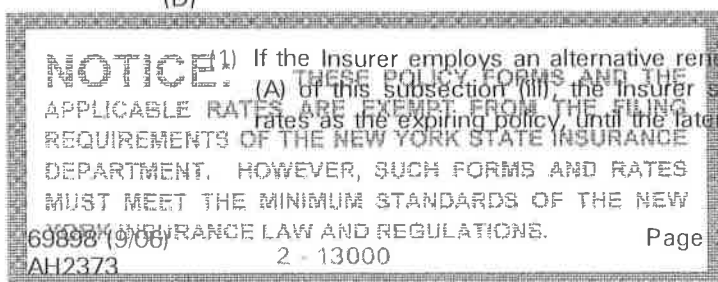 (D)
(1) If the Insurer employs an alternative ren
(A) of this subsection (iii), the Insurer s
rates as the expiring policy, until the late
NOTICE: THESE POLICY FORMS AND THE
APPLICABLE RATES ARE EXEMPT FROM THE FILING
REQUIREMENTS OF THE NEW YORK STATE INSURANCE
DEPARTMENT. HOWEVER, SUCH FORMS AND RATES
MUST MEET THE MINIMUM STANDARDS OF THE NEW
YORK INSURANCE LAW AND REGULATIONS.
69898 (9/06) Page
2 - 13000
AH2373